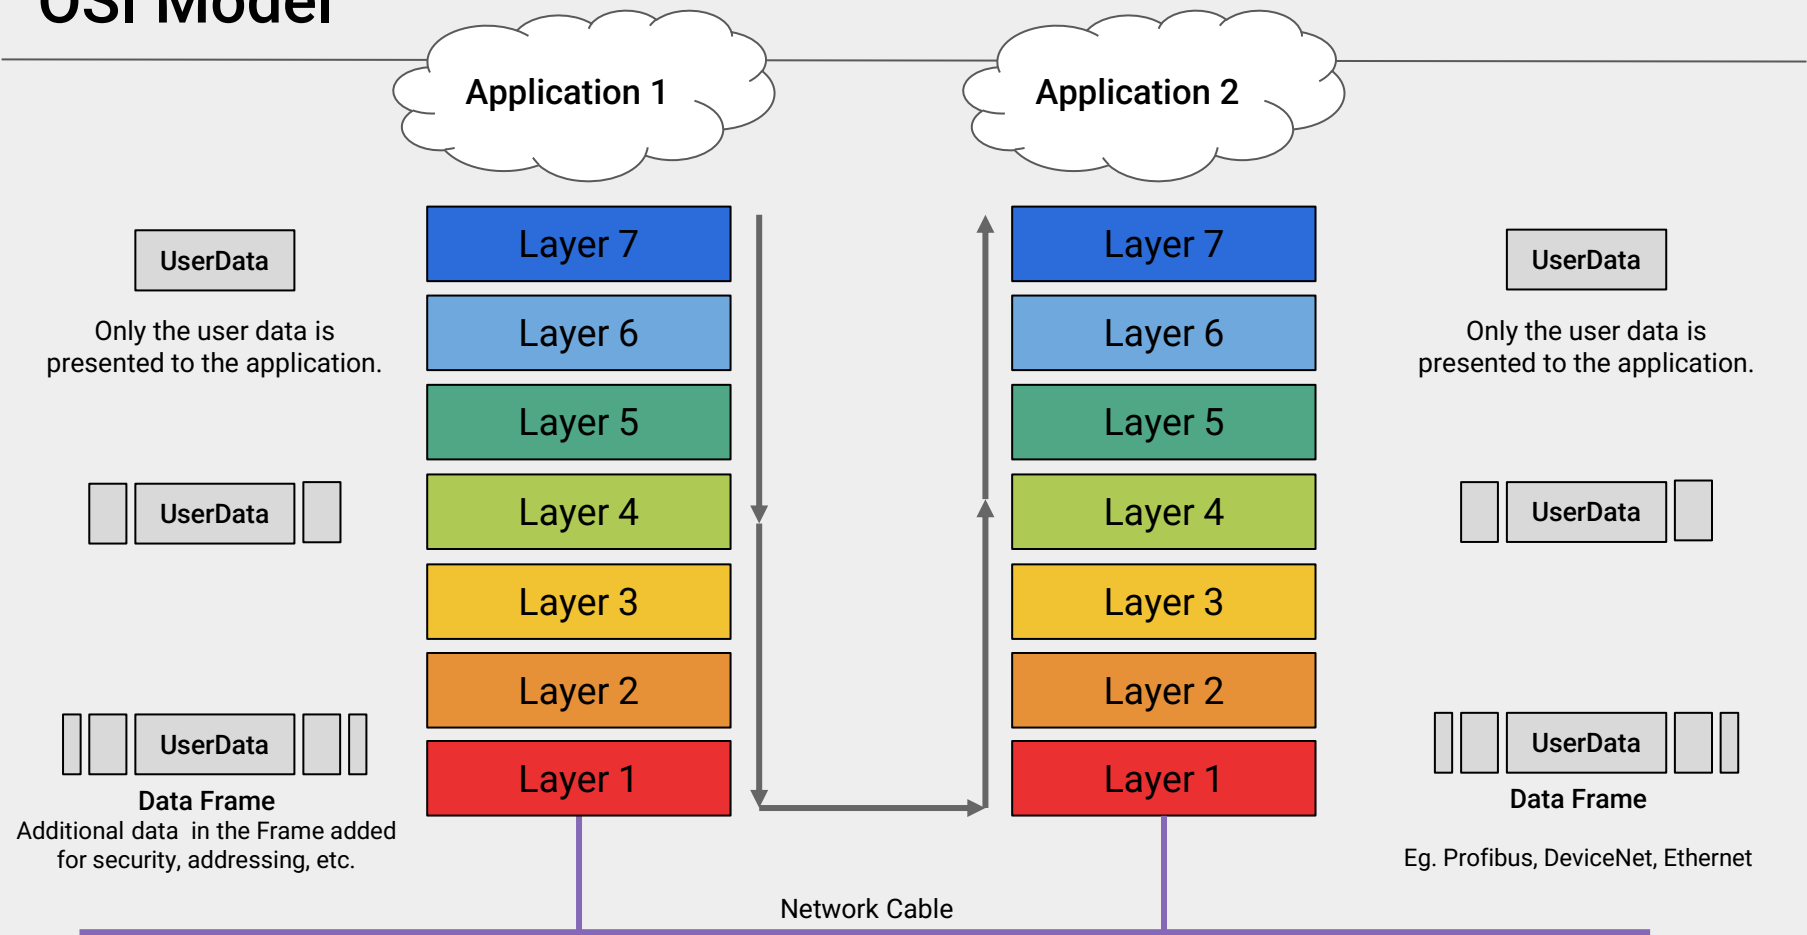 OSI Model
Application 1
Application 2
UserData
Only the user data is
presented to the application.
UserData
UserData
Data Frame
Additional data in the Frame added
for security, addressing, etc.
Layer 7
Layer 6
Layer 5
Layer 4
Layer 3
Layer 2
Layer 1
Layer 7
Layer 6
Layer 5
Layer 4
Layer 3
Layer 2
Layer 1
UserData
Only the user data is
presented to the application.
UserData
UserData
Data Frame
Eg. Profibus, DeviceNet, Ethernet
Network Cable